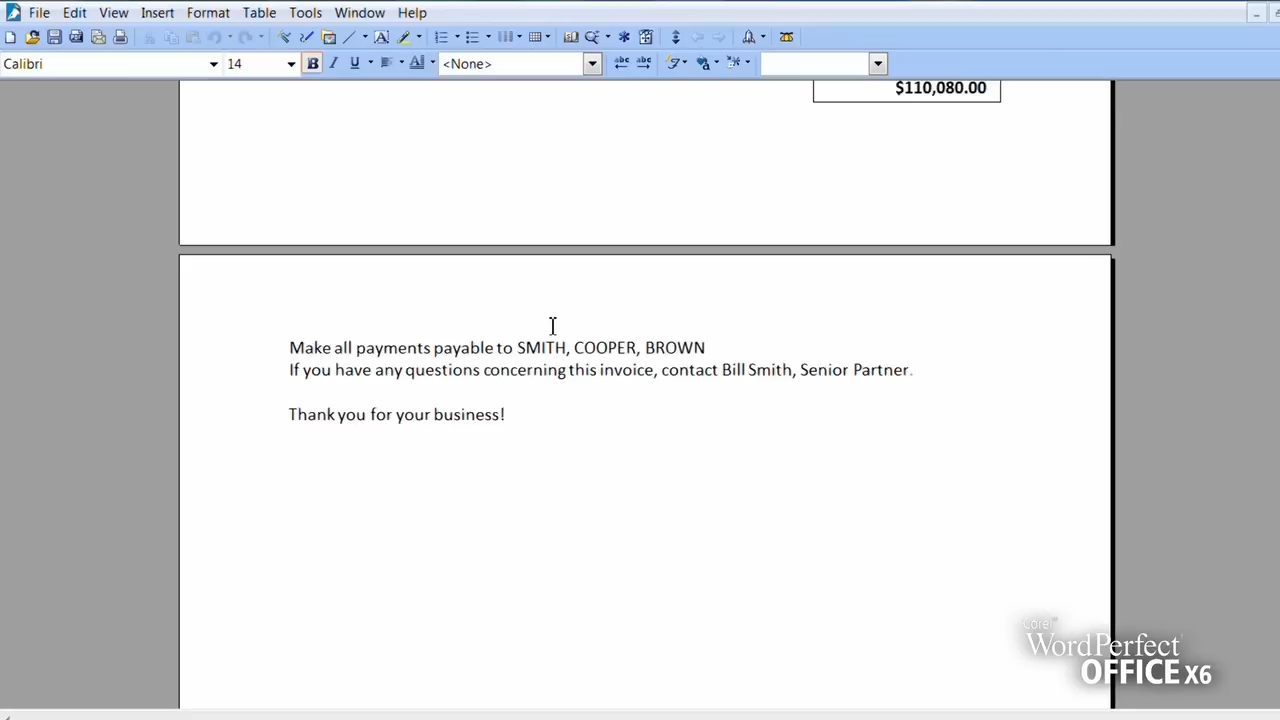 File Edit View Insert Format Table Tools Window Help
Calibri 14 B I U A <None> abc abc
$110,080.00
Make all payments payable to SMITH, COOPER, BROWN
If you have any questions concerning this invoice, contact Bill Smith, Senior Partner.
Thank you for your business!
Corel
WordPerfect
OFFICE X6